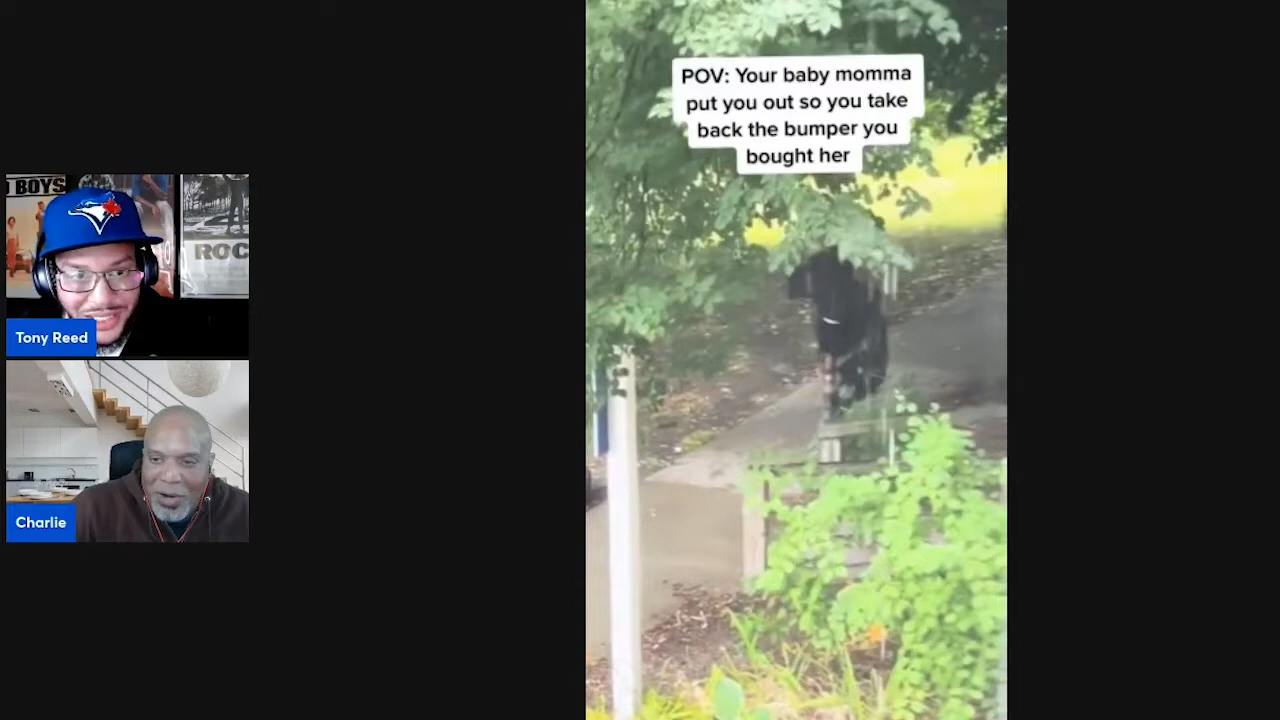 POV: Your baby momma
put you out so you take
back the bumper you
bought her
BOYS
ROC
Tony Reed
Charlie